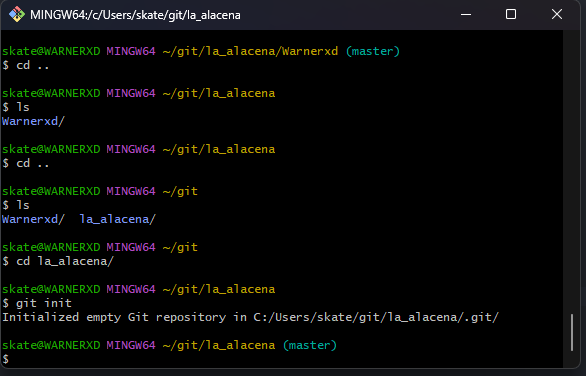 MINGW64:/c/Users/skate/git/la_alacena
skate@WARNERXD MINGW64 ~/git/la_alacena/Warnerxd (master)
$ cd ..
skate@WARNERXD MINGW64 ~/git/la_alacena
$ ls
Warnerxd/
skate@WARNERXD MINGW64 ~/git/la_alacena
$ cd ..
skate@WARNERXD MINGW64 ~/git
$ ls
Warnerxd/  la_alacena/
skate@WARNERXD MINGW64 ~/git
$ cd la_alacena/
skate@WARNERXD MINGW64 ~/git/la_alacena
$ git init
Initialized empty Git repository in C:/Users/skate/git/la_alacena/.git/
skate@WARNERXD MINGW64 ~/git/la_alacena (master)
$